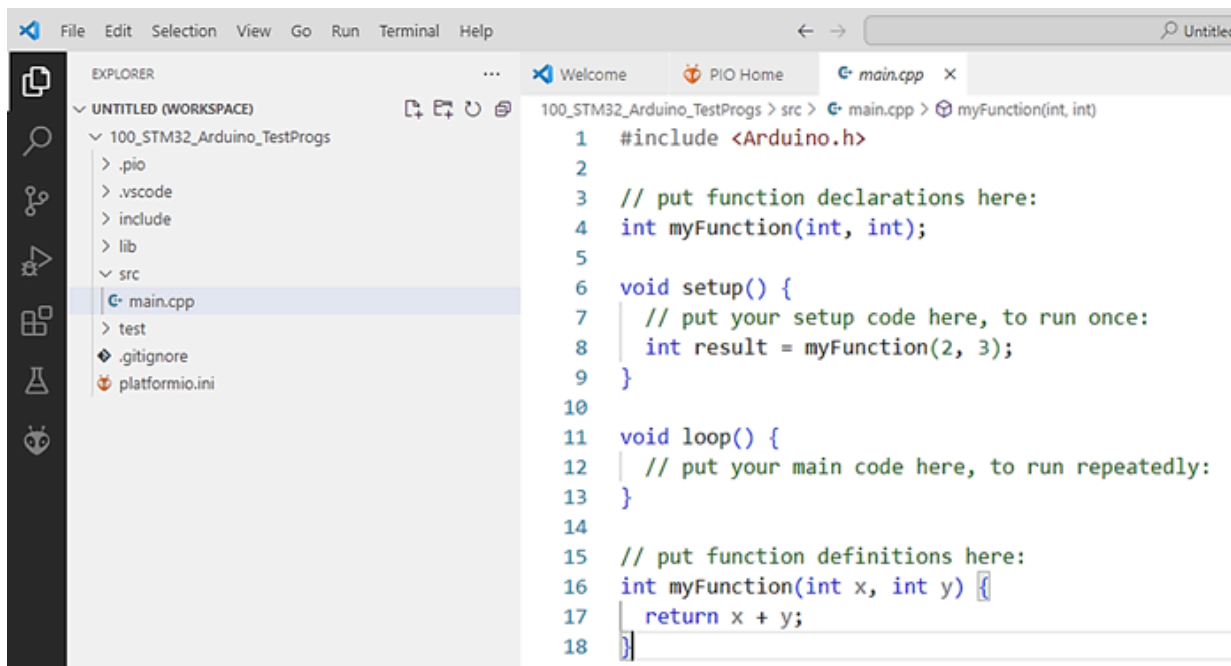 File Edit Selection View Go Run Terminal Help
EXPLORER ...
UNTITLED (WORKSPACE)
100_STM32_Arduino_TestProgs
.pio
.vscode
include
lib
src
main.cpp
test
.gitignore
platformio.ini
Welcome PIO Home main.cpp
100_STM32_Arduino_TestProgs > src > main.cpp > myFunction(int, int)
1 #include <Arduino.h>
2
3 // put function declarations here:
4 int myFunction(int, int);
5
6 void setup() {
7 // put your setup code here, to run once:
8 int result = myFunction(2, 3);
9 }
10
11 void loop() {
12 // put your main code here, to run repeatedly:
13 }
14
15 // put function definitions here:
16 int myFunction(int x, int y) {
17 return x + y;
18 }